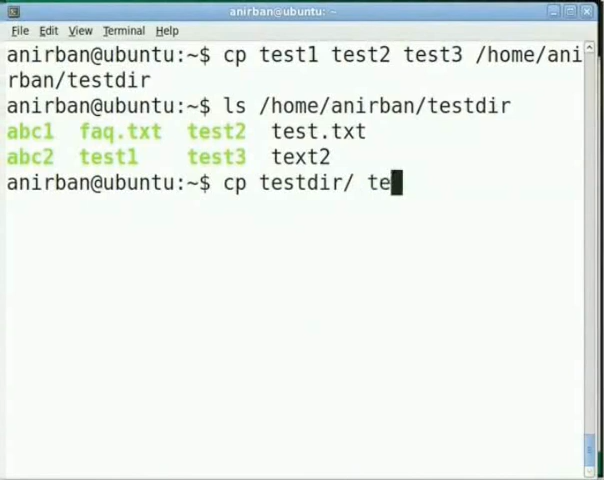 anirban@ubuntu: ~
File Edit View Terminal Help
anirban@ubuntu:~$ cp test1 test2 test3 /home/ani
rban/testdir
anirban@ubuntu:~$ ls /home/anirban/testdir
abc1 faq.txt test2 test.txt
abc2 test1 test3 text2
anirban@ubuntu:~$ cp testdir/ te